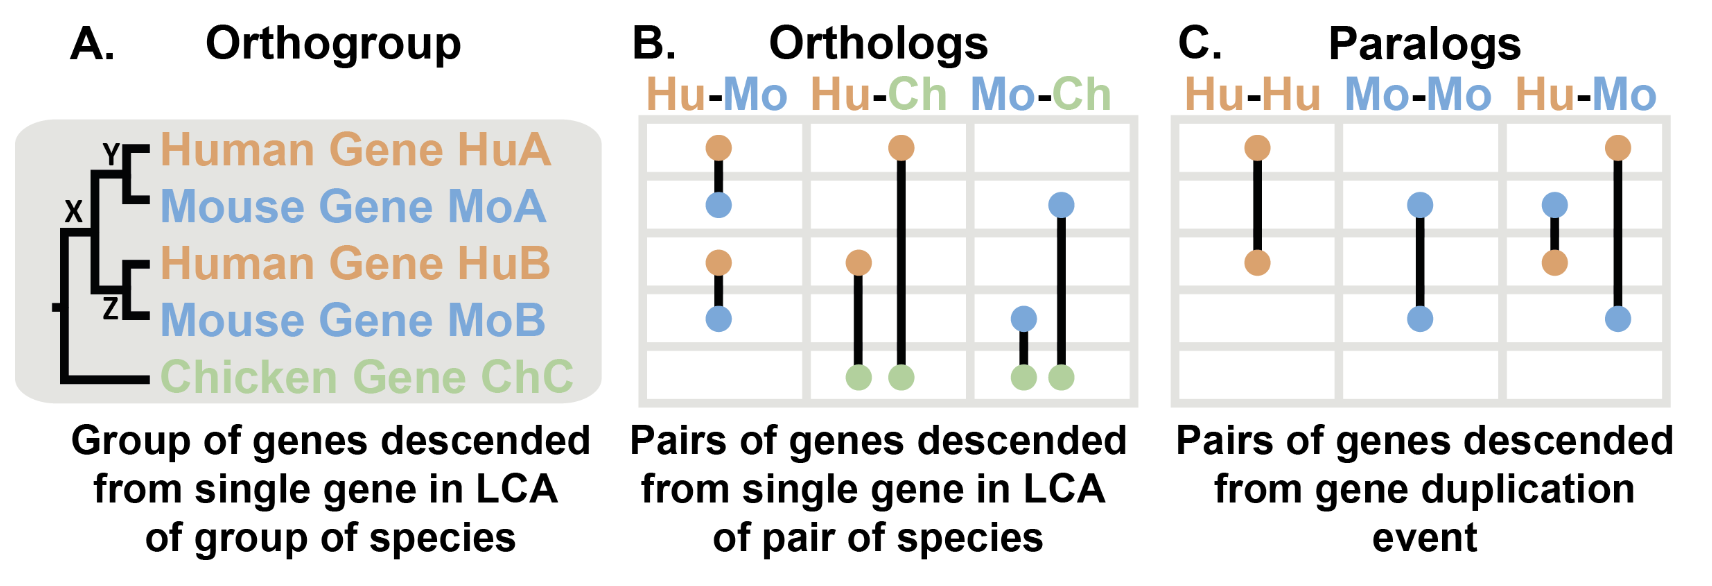 A. Orthogroup
Y
Human Gene HuA
Mouse Gene MoA
X
Human Gene HuB
Z
Mouse Gene MoB
Chicken Gene ChC
Group of genes descended
from single gene in LCA
of group of species
B. Orthologs
Hu-Mo Hu-Ch Mo-Ch
Pairs of genes descended
from single gene in LCA
of pair of species
C. Paralogs
Hu-Hu Mo-Mo Hu-Mo
Pairs of genes descended
from gene duplication
event